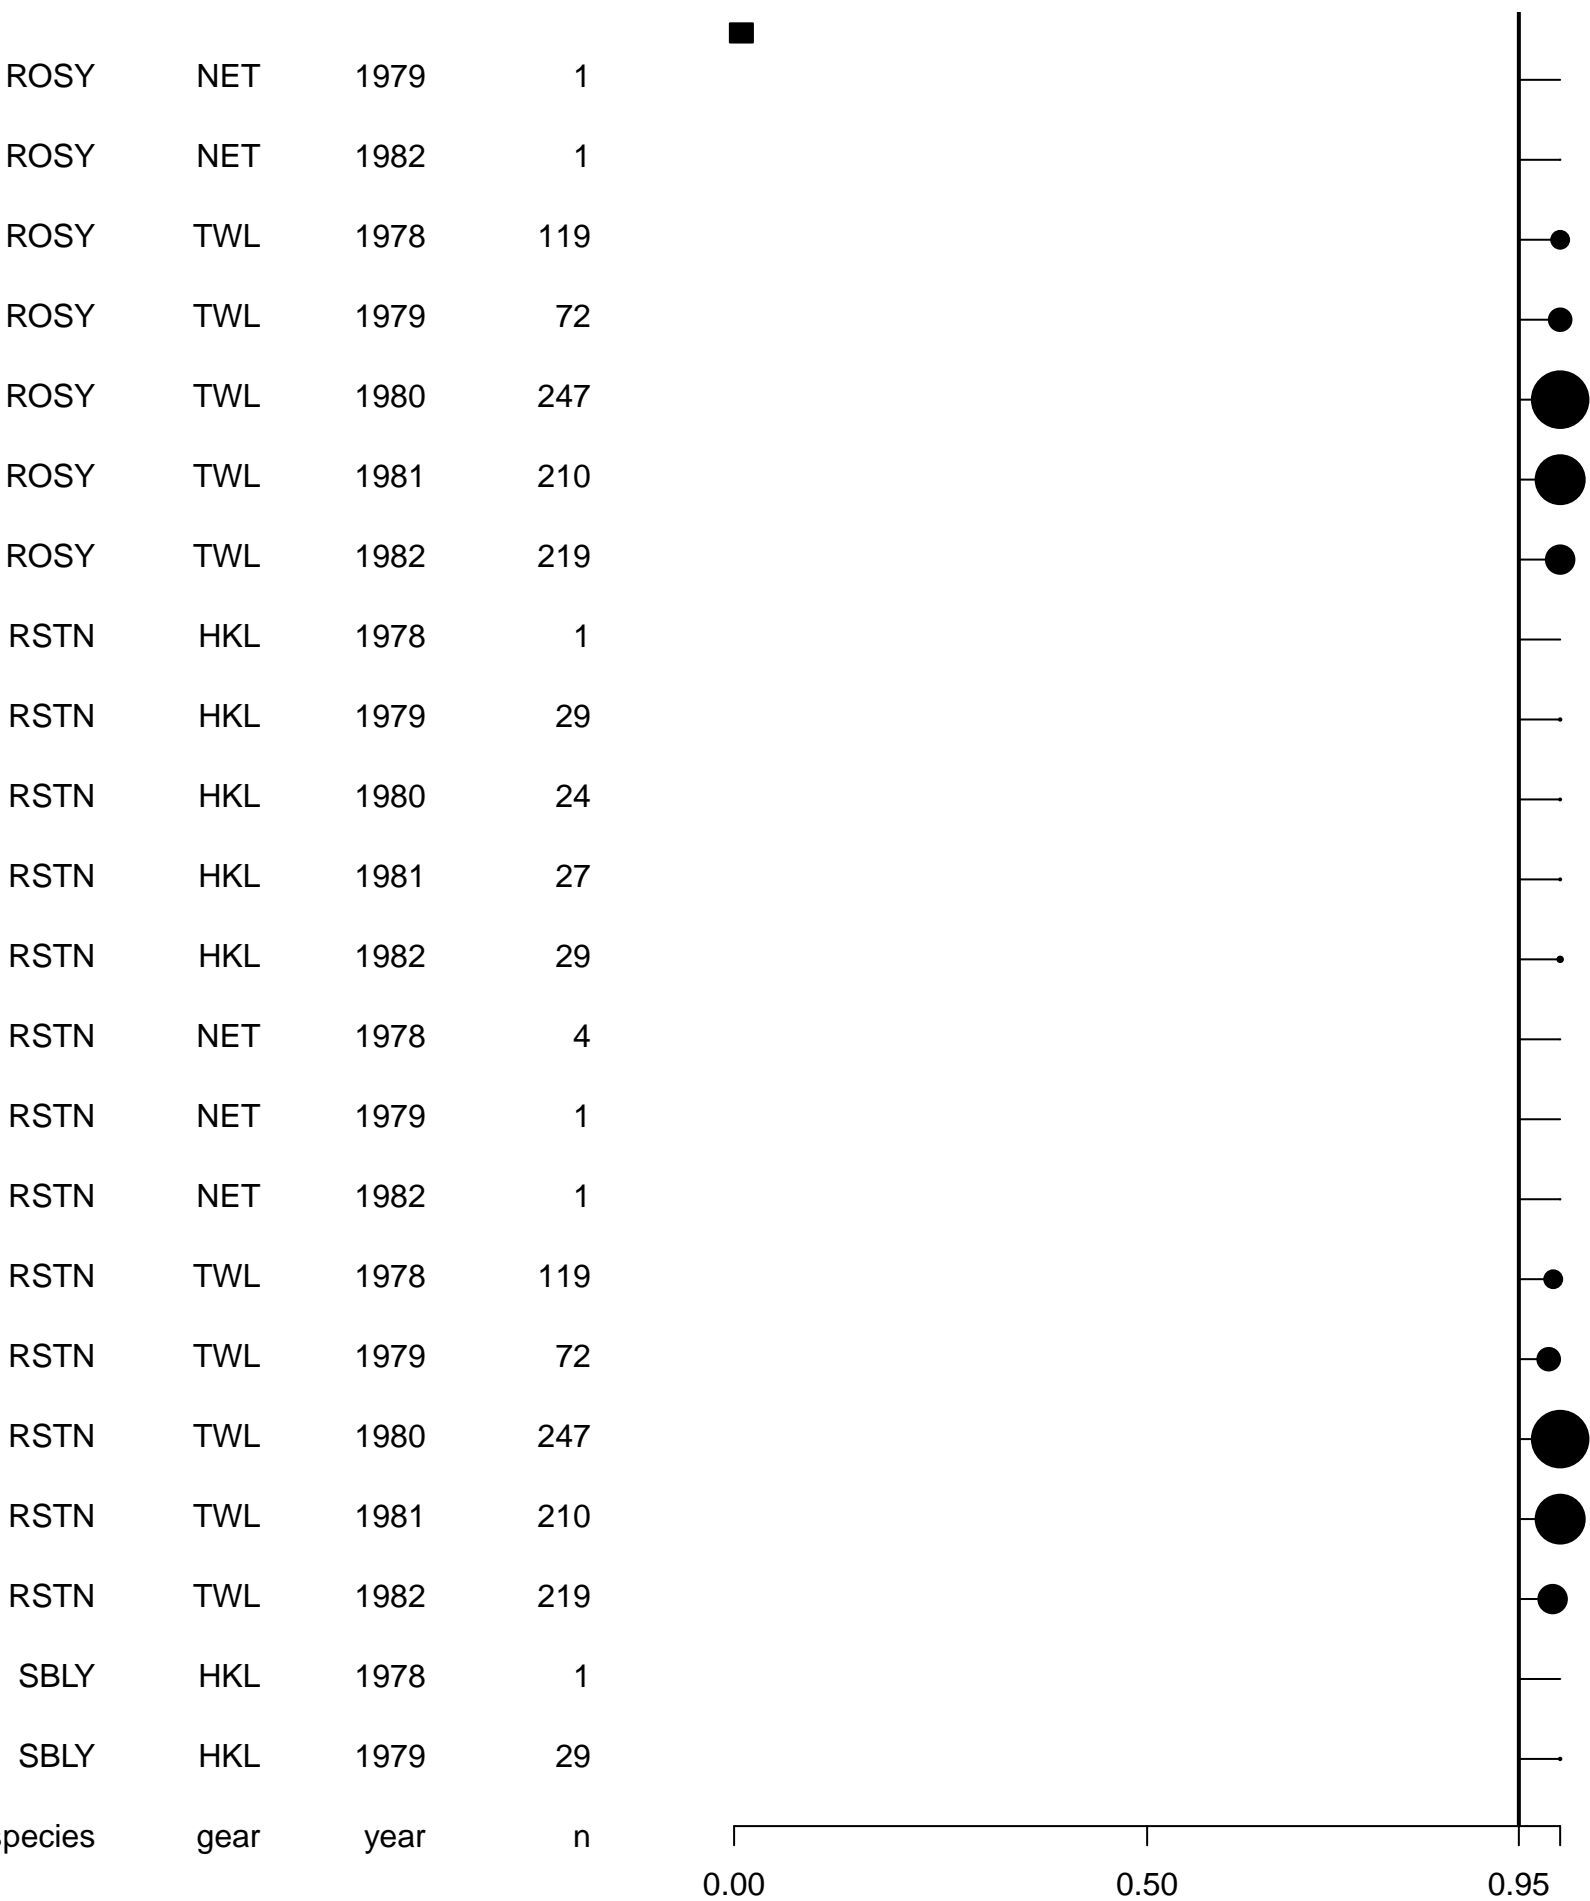 ROSY NET 1979 1
ROSY NET 1982 1
ROSY TWL 1978 119
ROSY TWL 1979 72
ROSY TWL 1980 247
ROSY TWL 1981 210
ROSY TWL 1982 219
RSTN HKL 1978 1
RSTN HKL 1979 29
RSTN HKL 1980 24
RSTN HKL 1981 27
RSTN HKL 1982 29
RSTN NET 1978 4
RSTN NET 1979 1
RSTN NET 1982 1
RSTN TWL 1978 119
RSTN TWL 1979 72
RSTN TWL 1980 247
RSTN TWL 1981 210
RSTN TWL 1982 219
SBLY HKL 1978 1
SBLY HKL 1979 29
species gear year n
0.00 0.50 0.95